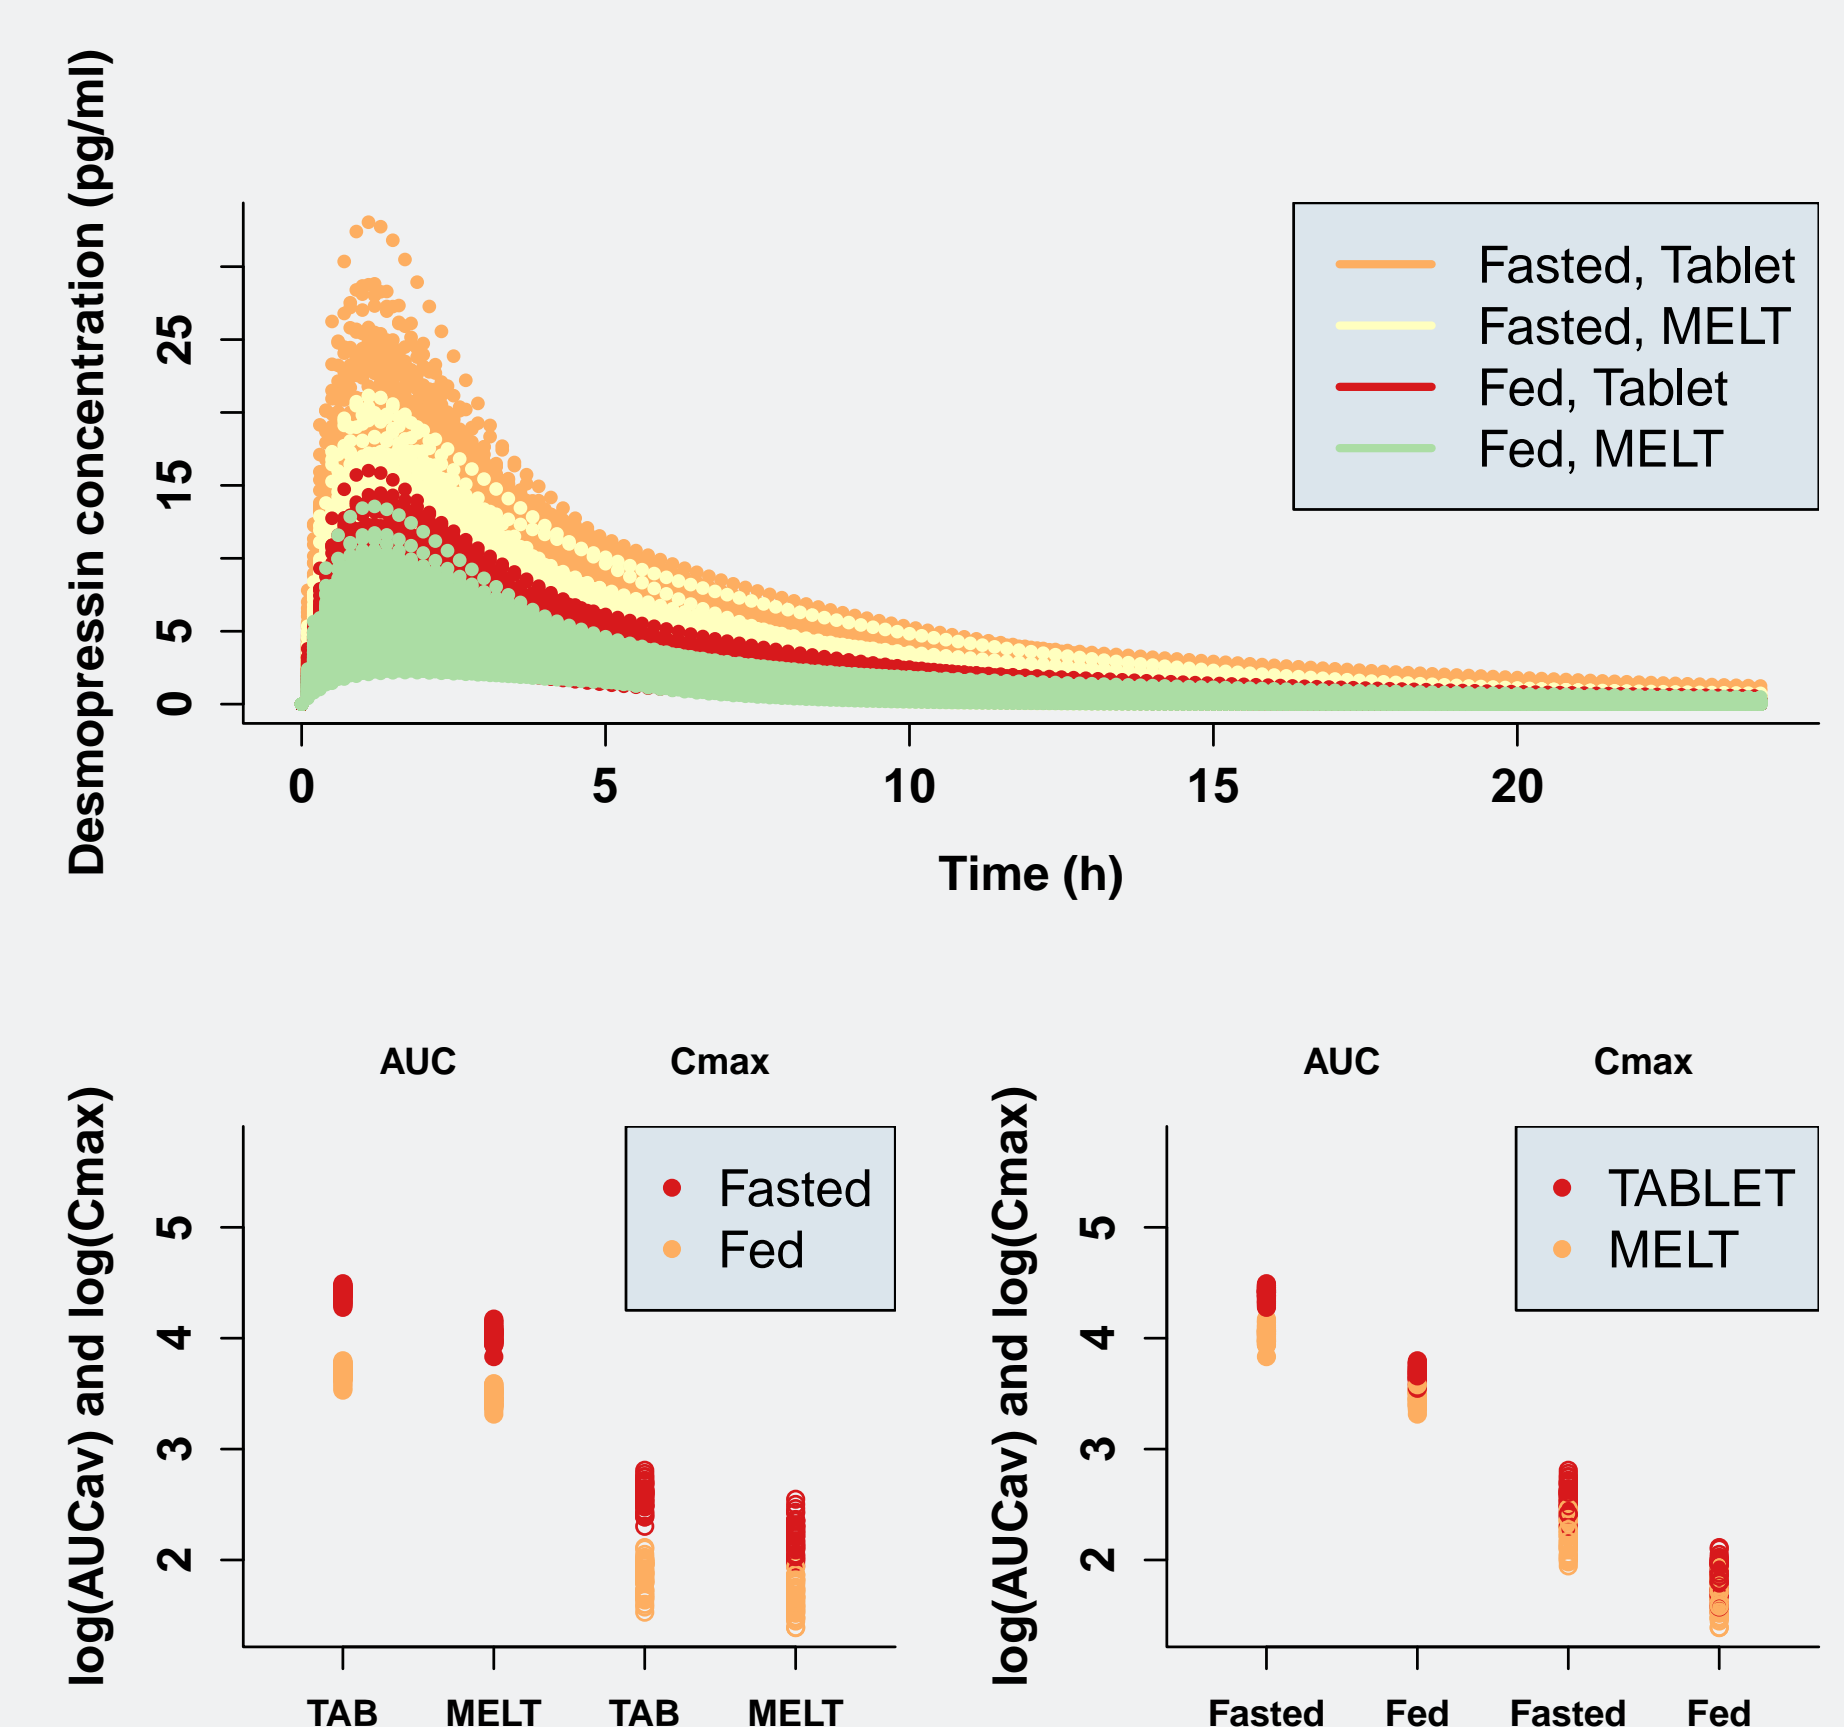 Desmopressin concentration (pg/ml)
25
15
5
0
0 5 10 15 20
Time (h)
Fasted, Tablet
Fasted, MELT
Fed, Tablet
Fed, MELT
AUC Cmax
log(AUCav) and log(Cmax)
5
4
3
2
Fasted
Fed
TAB MELT TAB MELT
AUC Cmax
log(AUCav) and log(Cmax)
5
4
3
2
TABLET
MELT
Fasted Fed Fasted Fed